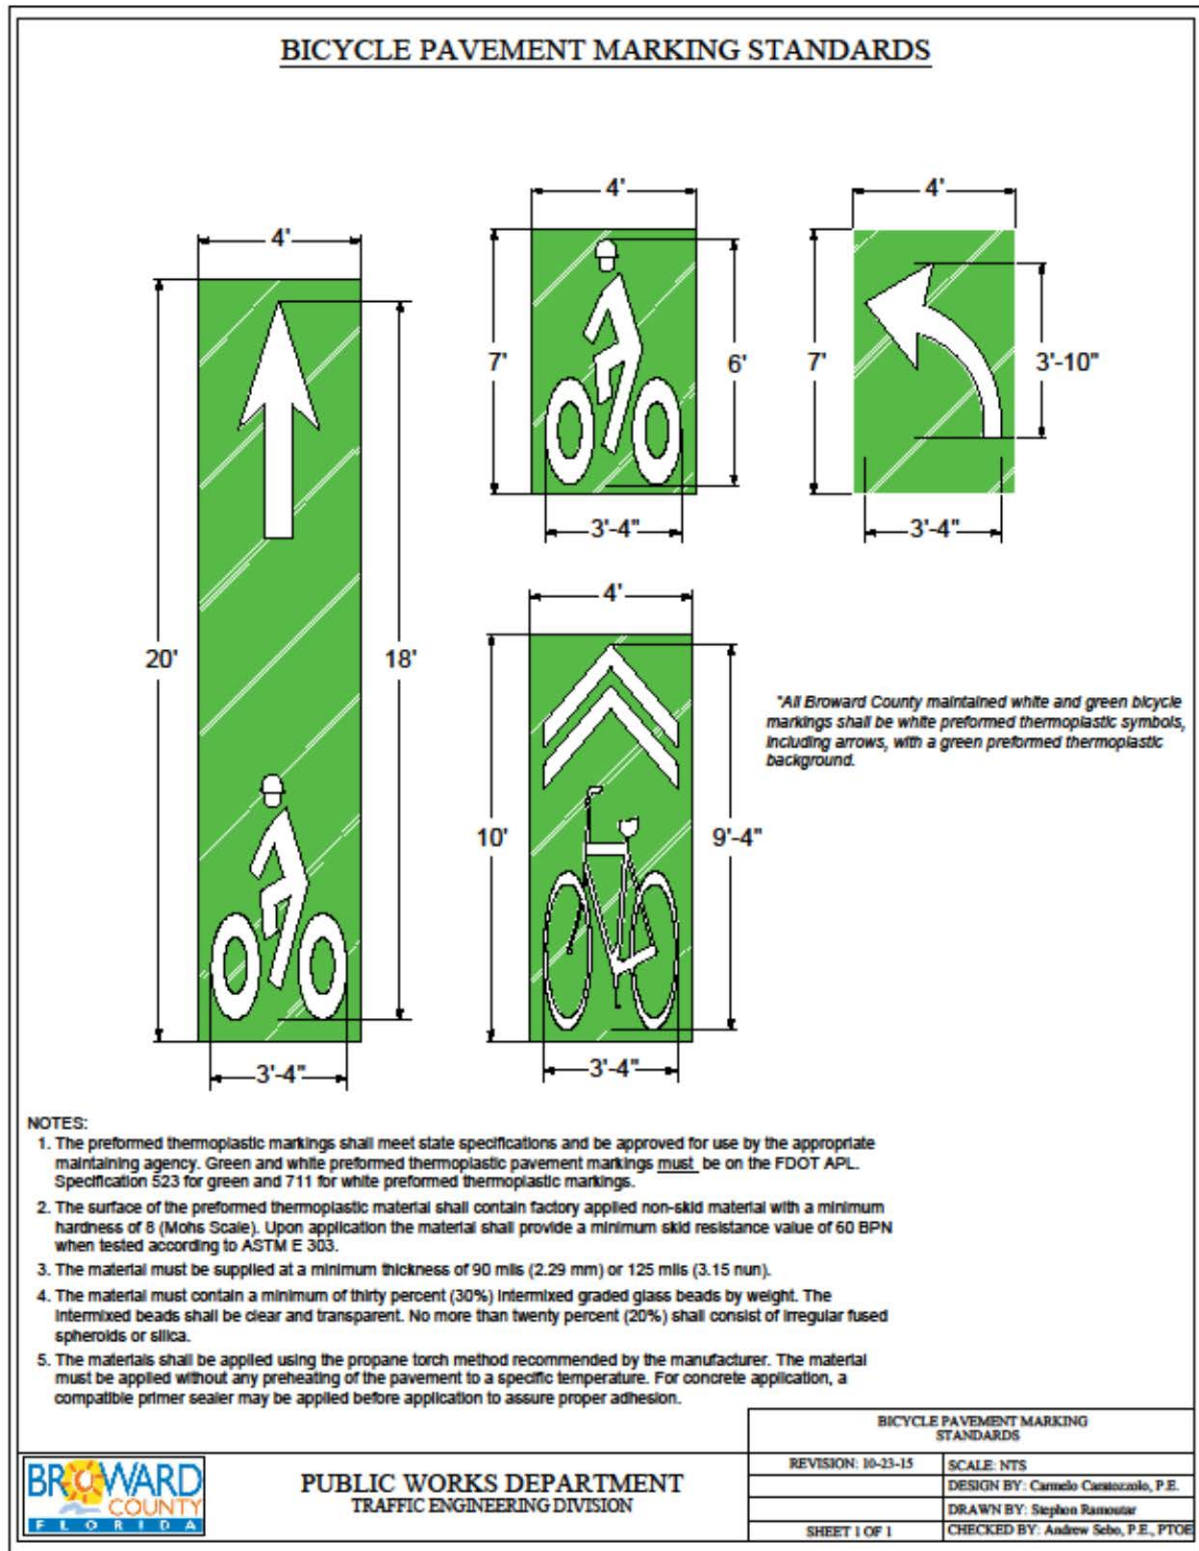 BICYCLE PAVEMENT MARKING STANDARDS
4'
20'
18'
3'-4"
4'
7'
6'
3'-4"
4'
7'
3'-10"
3'-4"
4'
10'
9'-4"
3'-4"
"All Broward County maintained white and green bicycle
markings shall be white preformed thermoplastic symbols,
including arrows, with a green preformed thermoplastic
background.
NOTES:
1. The preformed thermoplastic markings shall meet state specifications and be approved for use by the appropriate
maintaining agency. Green and white preformed thermoplastic pavement markings must be on the FDOT APL.
Specification 523 for green and 711 for white preformed thermoplastic markings.
2. The surface of the preformed thermoplastic material shall contain factory applied non-skid material with a minimum
hardness of 8 (Mohs Scale). Upon application the material shall provide a minimum skid resistance value of 60 BPN
when tested according to ASTM E 303.
3. The material must be supplied at a minimum thickness of 90 mils (2.29 mm) or 125 mils (3.15 nun).
4. The material must contain a minimum of thirty percent (30%) intermixed graded glass beads by weight. The
intermixed beads shall be clear and transparent. No more than twenty percent (20%) shall consist of irregular fused
spheroids or silica.
5. The materials shall be applied using the propane torch method recommended by the manufacturer. The material
must be applied without any preheating of the pavement to a specific temperature. For concrete application, a
compatible primer sealer may be applied before application to assure proper adhesion.
BROWARD
COUNTY
FLORIDA
PUBLIC WORKS DEPARTMENT
TRAFFIC ENGINEERING DIVISION
BICYCLE PAVEMENT MARKING
STANDARDS
REVISION: 10-23-15
SCALE: NTS
DESIGN BY: Carmelo Caratozzolo, P.E.
DRAWN BY: Stephon Ramoutar
SHEET 1 OF 1
CHECKED BY: Andrew Sebo, P.E., PTOE